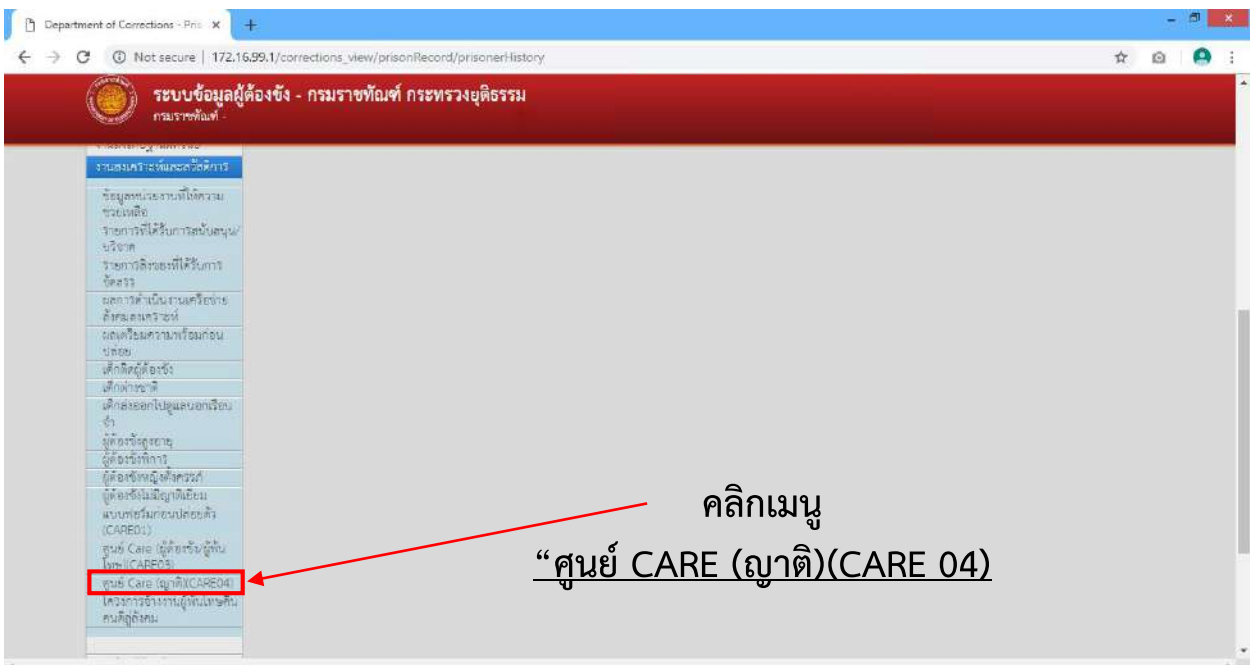 Department of Corrections - Pris
Not secure | 172.16.99.1/corrections_view/prisonRecord/prisonerHistory
ระบบข้อมูลผู้ต้องขัง - กรมราชทัณฑ์ กระทรวงยุติธรรม
กรมราชทัณฑ์ -
งานสงเคราะห์และสวัสดิการ
ข้อมูลหน่วยงานที่ให้ความ
ช่วยเหลือ
รายการที่ได้รับการสนับสนุน/
บริจาค
รายการสิ่งของที่ได้รับการ
จัดสรร
ผลการดำเนินงานเครือข่าย
สังคมสงเคราะห์
ผลเตรียมความพร้อมก่อน
ปล่อย
เด็กติดผู้ต้องขัง
เด็กต่างชาติ
เด็กส่งออกไปดูแลนอกเรือน
จำ
ผู้ต้องขังสูงอายุ
ผู้ต้องขังพิการ
ผู้ต้องขังหญิงตั้งครรภ์
ผู้ต้องขังไม่มีญาติเยี่ยม
แบบฟอร์มก่อนปล่อยตัว
(CARE01)
ศูนย์ Care (ผู้ต้องขัง/ผู้พ้น
โทษ)(CARE03)
ศูนย์ Care (ญาติ)(CARE04)
โครงการจ้างงานผู้พ้นโทษคืน
คนดีสู่สังคม
คลิกเมนู
“ศูนย์ CARE (ญาติ)(CARE 04)